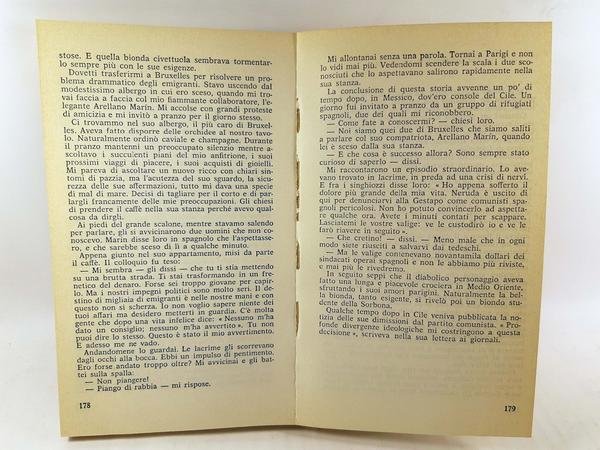 stose. E quella bionda civettuola sembrava tormentar-
lo sempre più con le sue esigenze.
Dovetti trasferirmi a Bruxelles per risolvere un pro-
blema drammatico degli emigranti. Stavo uscendo dal
modestissimo albergo in cui ero sceso, quando mi tro-
vai faccia a faccia col mio fiammante collaboratore, l'e-
legante Arellano Marín. Mi accolse con grandi proteste
di amicizia e mi invitò a pranzo per il giorno stesso.
Ci trovammo nel suo albergo, il più caro di Bruxel-
les. Aveva fatto disporre delle orchidee al nostro tavo-
lo. Naturalmente ordinò caviale e champagne. Durante
il pranzo mantenni un preoccupato silenzio mentre
ascoltavo i succulenti piani del mio anfitrione, i suoi
prossimi viaggi di piacere, i suoi acquisti di gioielli.
Mi pareva di ascoltare un nuovo ricco con chiari sin-
tomi di pazzia, ma l'acutezza del suo sguardo, la sicu-
rezza delle sue affermazioni, tutto mi dava una specie
di mal di mare. Decisi di tagliare per il corto e di par-
largli francamente delle mie preoccupazioni. Gli chiesi
di prendere il caffè nella sua stanza perché avevo qual-
cosa da dirgli.
Ai piedi del grande scalone, mentre stavamo salendo
per parlare, gli si avvicinarono due uomini che non co-
noscevo. Marín disse loro in spagnolo che l'aspettasse-
ro, e che sarebbe sceso di lì a qualche minuto.
Appena giunto nel suo appartamento, misi da parte
il caffè. Il colloquio fu teso:
— Mi sembra — gli dissi — che tu ti stia mettendo
su una brutta strada. Ti stai trasformando in un fre-
netico del denaro. Forse sei troppo giovane per capir-
lo. Ma i nostri impegni politici sono molto seri. Il de-
stino di migliaia di emigranti è nelle nostre mani e con
questo non si scherza. Io non voglio sapere niente dei
tuoi affari ma desidero metterti in guardia. C'è molta
gente che dopo una vita infelice dice: « Nessuno m'ha
dato un consiglio; nessuno m'ha avvertito ». Tu non
puoi dire lo stesso. Questo è stato il mio avvertimento.
E adesso me ne vado.
Andandomene lo guardai. Le lacrime gli scorrevano
dagli occhi alla bocca. Ebbi un impulso di pentimento.
Ero forse andato troppo oltre? Mi avvicinai e gli bat-
tei sulla spalla:
— Non piangere!
— Piango di rabbia — mi rispose.
178
Mi allontanai senza una parola. Tornai a Parigi e non
lo vidi mai più. Vedendomi scendere la scala i due sco-
nosciuti che lo aspettavano salirono rapidamente nella
sua stanza.
La conclusione di questa storia avvenne un po' di
tempo dopo, in Messico, dov'ero console del Cile. Un
giorno fui invitato a pranzo da un gruppo di rifugiati
spagnoli, due dei quali mi riconobbero.
— Come fate a conoscermi? — chiesi loro.
— Noi siamo quei due di Bruxelles che siamo saliti
a parlare col suo compatriota, Arellano Marín, quando
lei è sceso dalla sua stanza.
— E che cosa è successo allora? Sono sempre stato
curioso di saperlo — dissi.
Mi raccontarono un episodio straordinario. Lo ave-
vano trovato in lacrime, in preda ad una crisi di nervi.
E fra i singhiozzi disse loro: « Ho appena sofferto il
dolore più grande della mia vita. Neruda è uscito di
qui per denunciarvi alla Gestapo come comunisti spa-
gnoli pericolosi. Non ho potuto convincerlo ad aspetta-
re qualche ora. Avete i minuti contati per scappare.
Lasciatemi le vostre valige: ve le custodirò io e ve le
farò riavere in seguito ».
— Che cretino! — dissi. — Meno male che in ogni
modo siete riusciti a salvarvi dai tedeschi.
— Ma le valige contenevano novantamila dollari dei
sindacati operai spagnoli e non le abbiamo più riviste,
e mai più le rivedremo.
In seguito seppi che il diabolico personaggio aveva
fatto una lunga e piacevole crociera in Medio Oriente,
sfruttando i suoi amori parigini. Naturalmente la bel-
la bionda, tanto esigente, si rivelò poi un biondo stu-
dente della Sorbona.
Qualche tempo dopo in Cile veniva pubblicata la no-
tizia delle sue dimissioni dal partito comunista. « Pro-
fonde divergenze ideologiche mi costringono a questa
decisione », scriveva nella sua lettera ai giornali.
179